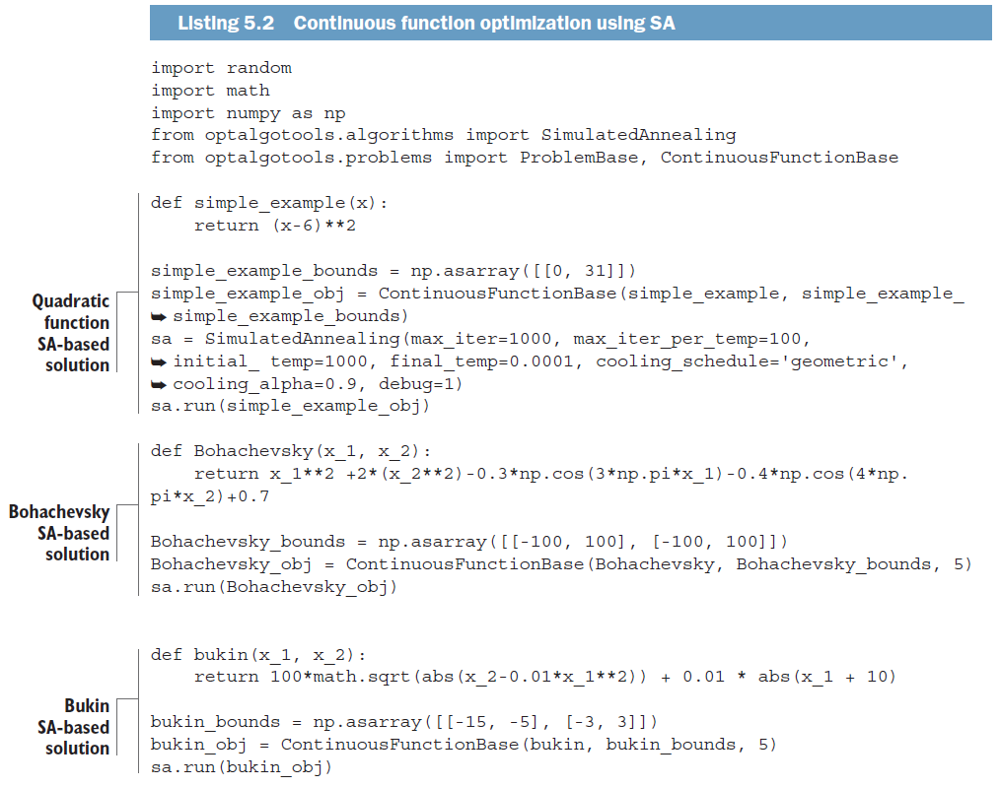 Listing 5.2 Continuous function optimization using SA
import random
import math
import numpy as np
from optalgotools.algorithms import SimulatedAnnealing
from optalgotools.problems import ProblemBase, ContinuousFunctionBase
Quadratic
function
SA-based
solution
def simple_example(x):
    return (x-6)**2
simple_example_bounds = np.asarray([[0, 31]])
simple_example_obj = ContinuousFunctionBase(simple_example, simple_example_
➥ simple_example_bounds)
sa = SimulatedAnnealing(max_iter=1000, max_iter_per_temp=100,
➥ initial_ temp=1000, final_temp=0.0001, cooling_schedule='geometric',
➥ cooling_alpha=0.9, debug=1)
sa.run(simple_example_obj)
Bohachevsky
SA-based
solution
def Bohachevsky(x_1, x_2):
    return x_1**2 +2*(x_2**2)-0.3*np.cos(3*np.pi*x_1)-0.4*np.cos(4*np.
pi*x_2)+0.7
Bohachevsky_bounds = np.asarray([[-100, 100], [-100, 100]])
Bohachevsky_obj = ContinuousFunctionBase(Bohachevsky, Bohachevsky_bounds, 5)
sa.run(Bohachevsky_obj)
Bukin
SA-based
solution
def bukin(x_1, x_2):
    return 100*math.sqrt(abs(x_2-0.01*x_1**2)) + 0.01 * abs(x_1 + 10)
bukin_bounds = np.asarray([[-15, -5], [-3, 3]])
bukin_obj = ContinuousFunctionBase(bukin, bukin_bounds, 5)
sa.run(bukin_obj)